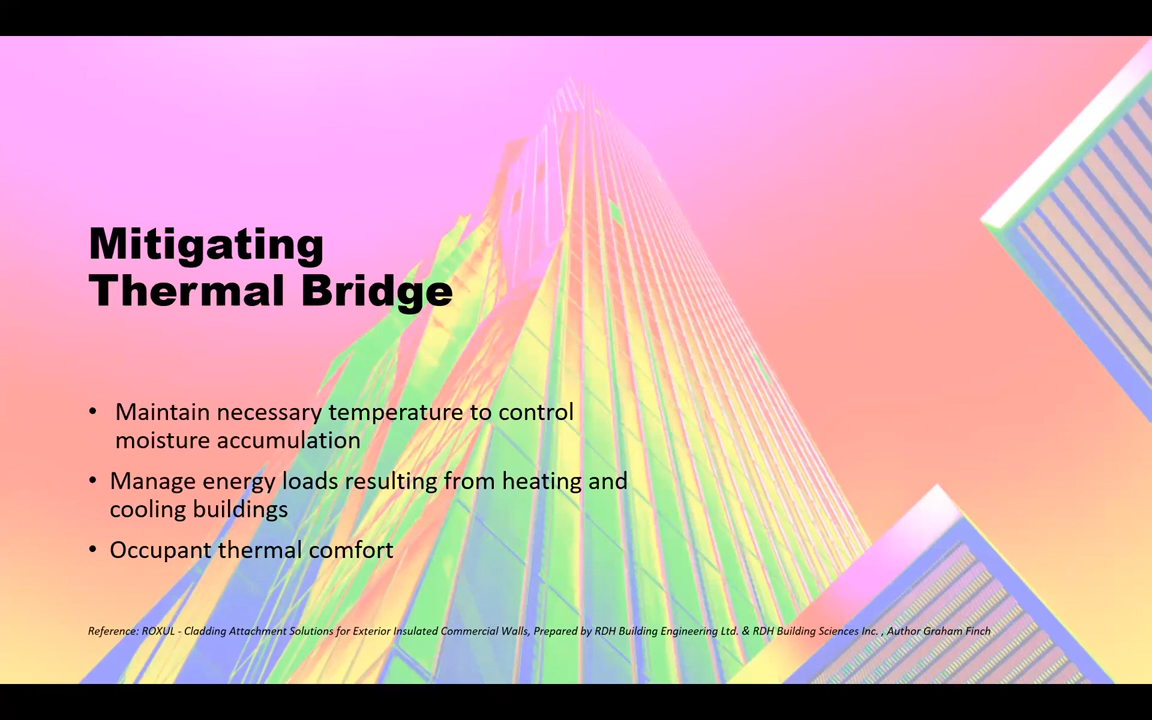 Mitigating
Thermal Bridge
• Maintain necessary temperature to control
moisture accumulation
• Manage energy loads resulting from heating and
cooling buildings
• Occupant thermal comfort
Reference: ROXUL - Cladding Attachment Solutions for Exterior Insulated Commercial Walls, Prepared by RDH Building Engineering Ltd. & RDH Building Sciences Inc. , Author Graham Finch